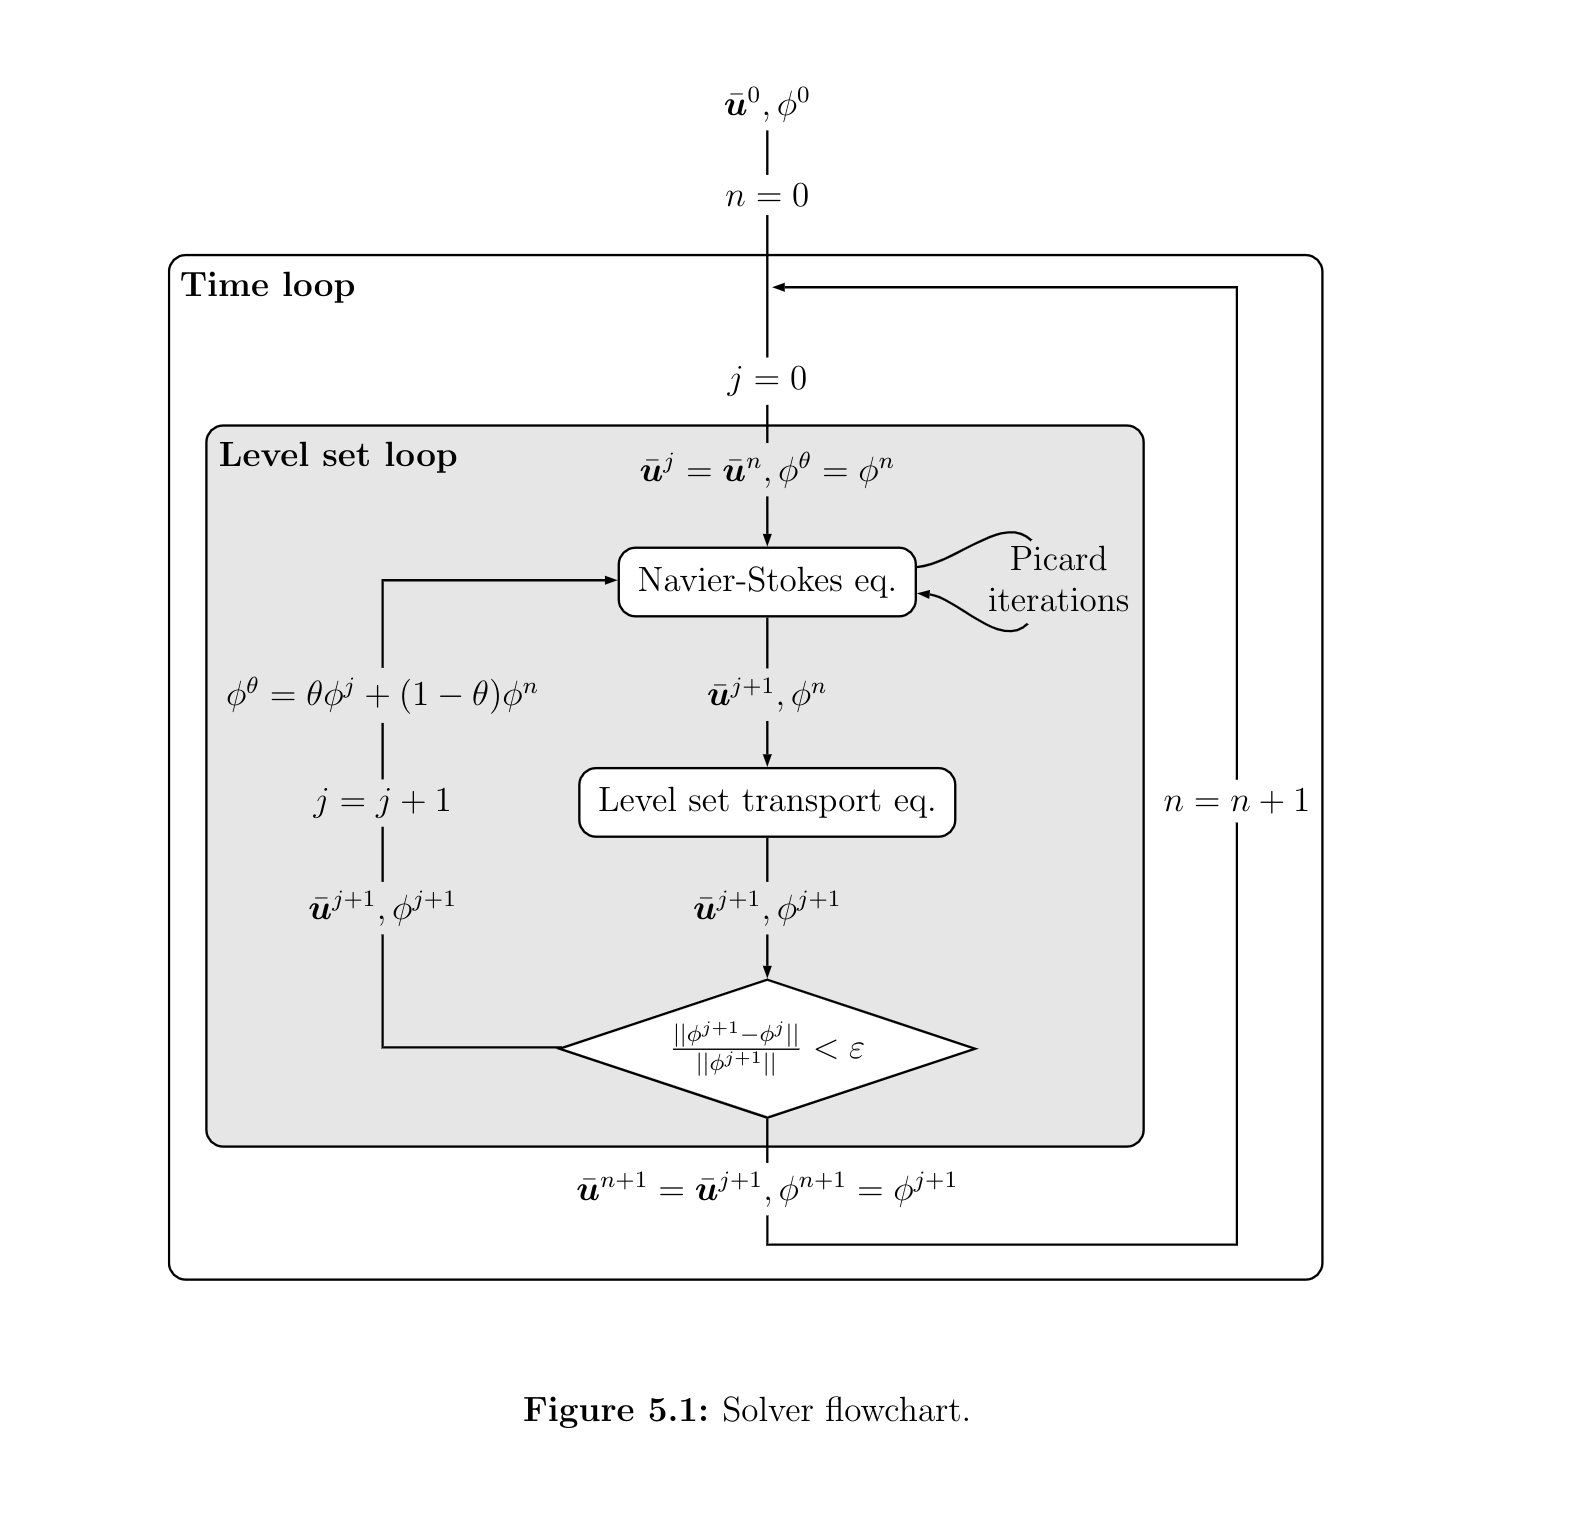 $\bar{\boldsymbol{u}}^0, \phi^0$
$n = 0$
Time loop
$j = 0$
Level set loop
$\bar{\boldsymbol{u}}^j = \bar{\boldsymbol{u}}^n, \phi^\theta = \phi^n$
Navier-Stokes eq.
Picard
iterations
$\phi^\theta = \theta\phi^j + (1 - \theta)\phi^n$
$\bar{\boldsymbol{u}}^{j+1}, \phi^n$
$j = j + 1$
Level set transport eq.
$n = n + 1$
$\bar{\boldsymbol{u}}^{j+1}, \phi^{j+1}$
$\bar{\boldsymbol{u}}^{j+1}, \phi^{j+1}$
$\frac{||\phi^{j+1} - \phi^j||}{||\phi^{j+1}||} < \varepsilon$
$\bar{\boldsymbol{u}}^{n+1} = \bar{\boldsymbol{u}}^{j+1}, \phi^{n+1} = \phi^{j+1}$
Figure 5.1: Solver flowchart.